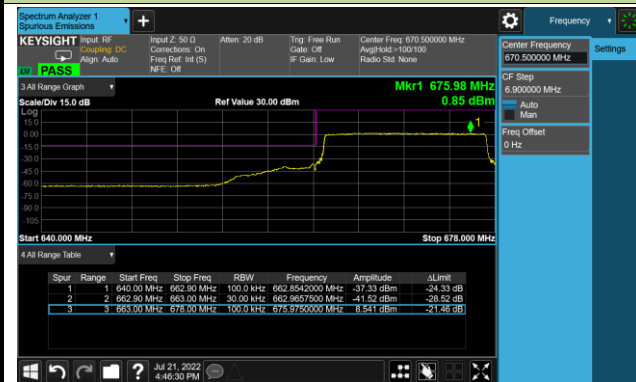 Spectrum Analyzer 1
Spurious Emissions
Frequency
KEYSIGHT
Input: RF
Coupling: DC
Align: Auto
Input Z: 50 Ω
Corrections: On
Freq Ref: Int (S)
NFE: Off
Atten: 20 dB
Trig: Free Run
Gate: Off
IF Gain: Low
Center Freq: 670.500000 MHz
Avg|Hold:>100/100
Radio Std: None
PASS
Center Frequency
670.500000 MHz
Settings
CF Step
6.900000 MHz
Auto
Man
Freq Offset
0 Hz
3 All Range Graph
Mkr1 675.98 MHz
Scale/Div 15.0 dB
Ref Value 30.00 dBm
0.85 dBm
Log
15.0
0.00
-15.0
-30.0
-45.0
-60.0
-75.0
-90.0
-105
1
Start 640.000 MHz
Stop 678.000 MHz
4 All Range Table
Spur Range Start Freq Stop Freq RBW Frequency Amplitude ΔLimit
1 1 640.00 MHz 662.90 MHz 100.0 kHz 662.8542000 MHz -37.33 dBm -24.33 dB
2 2 662.90 MHz 663.00 MHz 30.00 kHz 662.9657500 MHz -41.52 dBm -28.52 dB
3 3 663.00 MHz 678.00 MHz 100.0 kHz 675.9750000 MHz 8.541 dBm -21.46 dB
?
Jul 21, 2022
4:46:30 PM